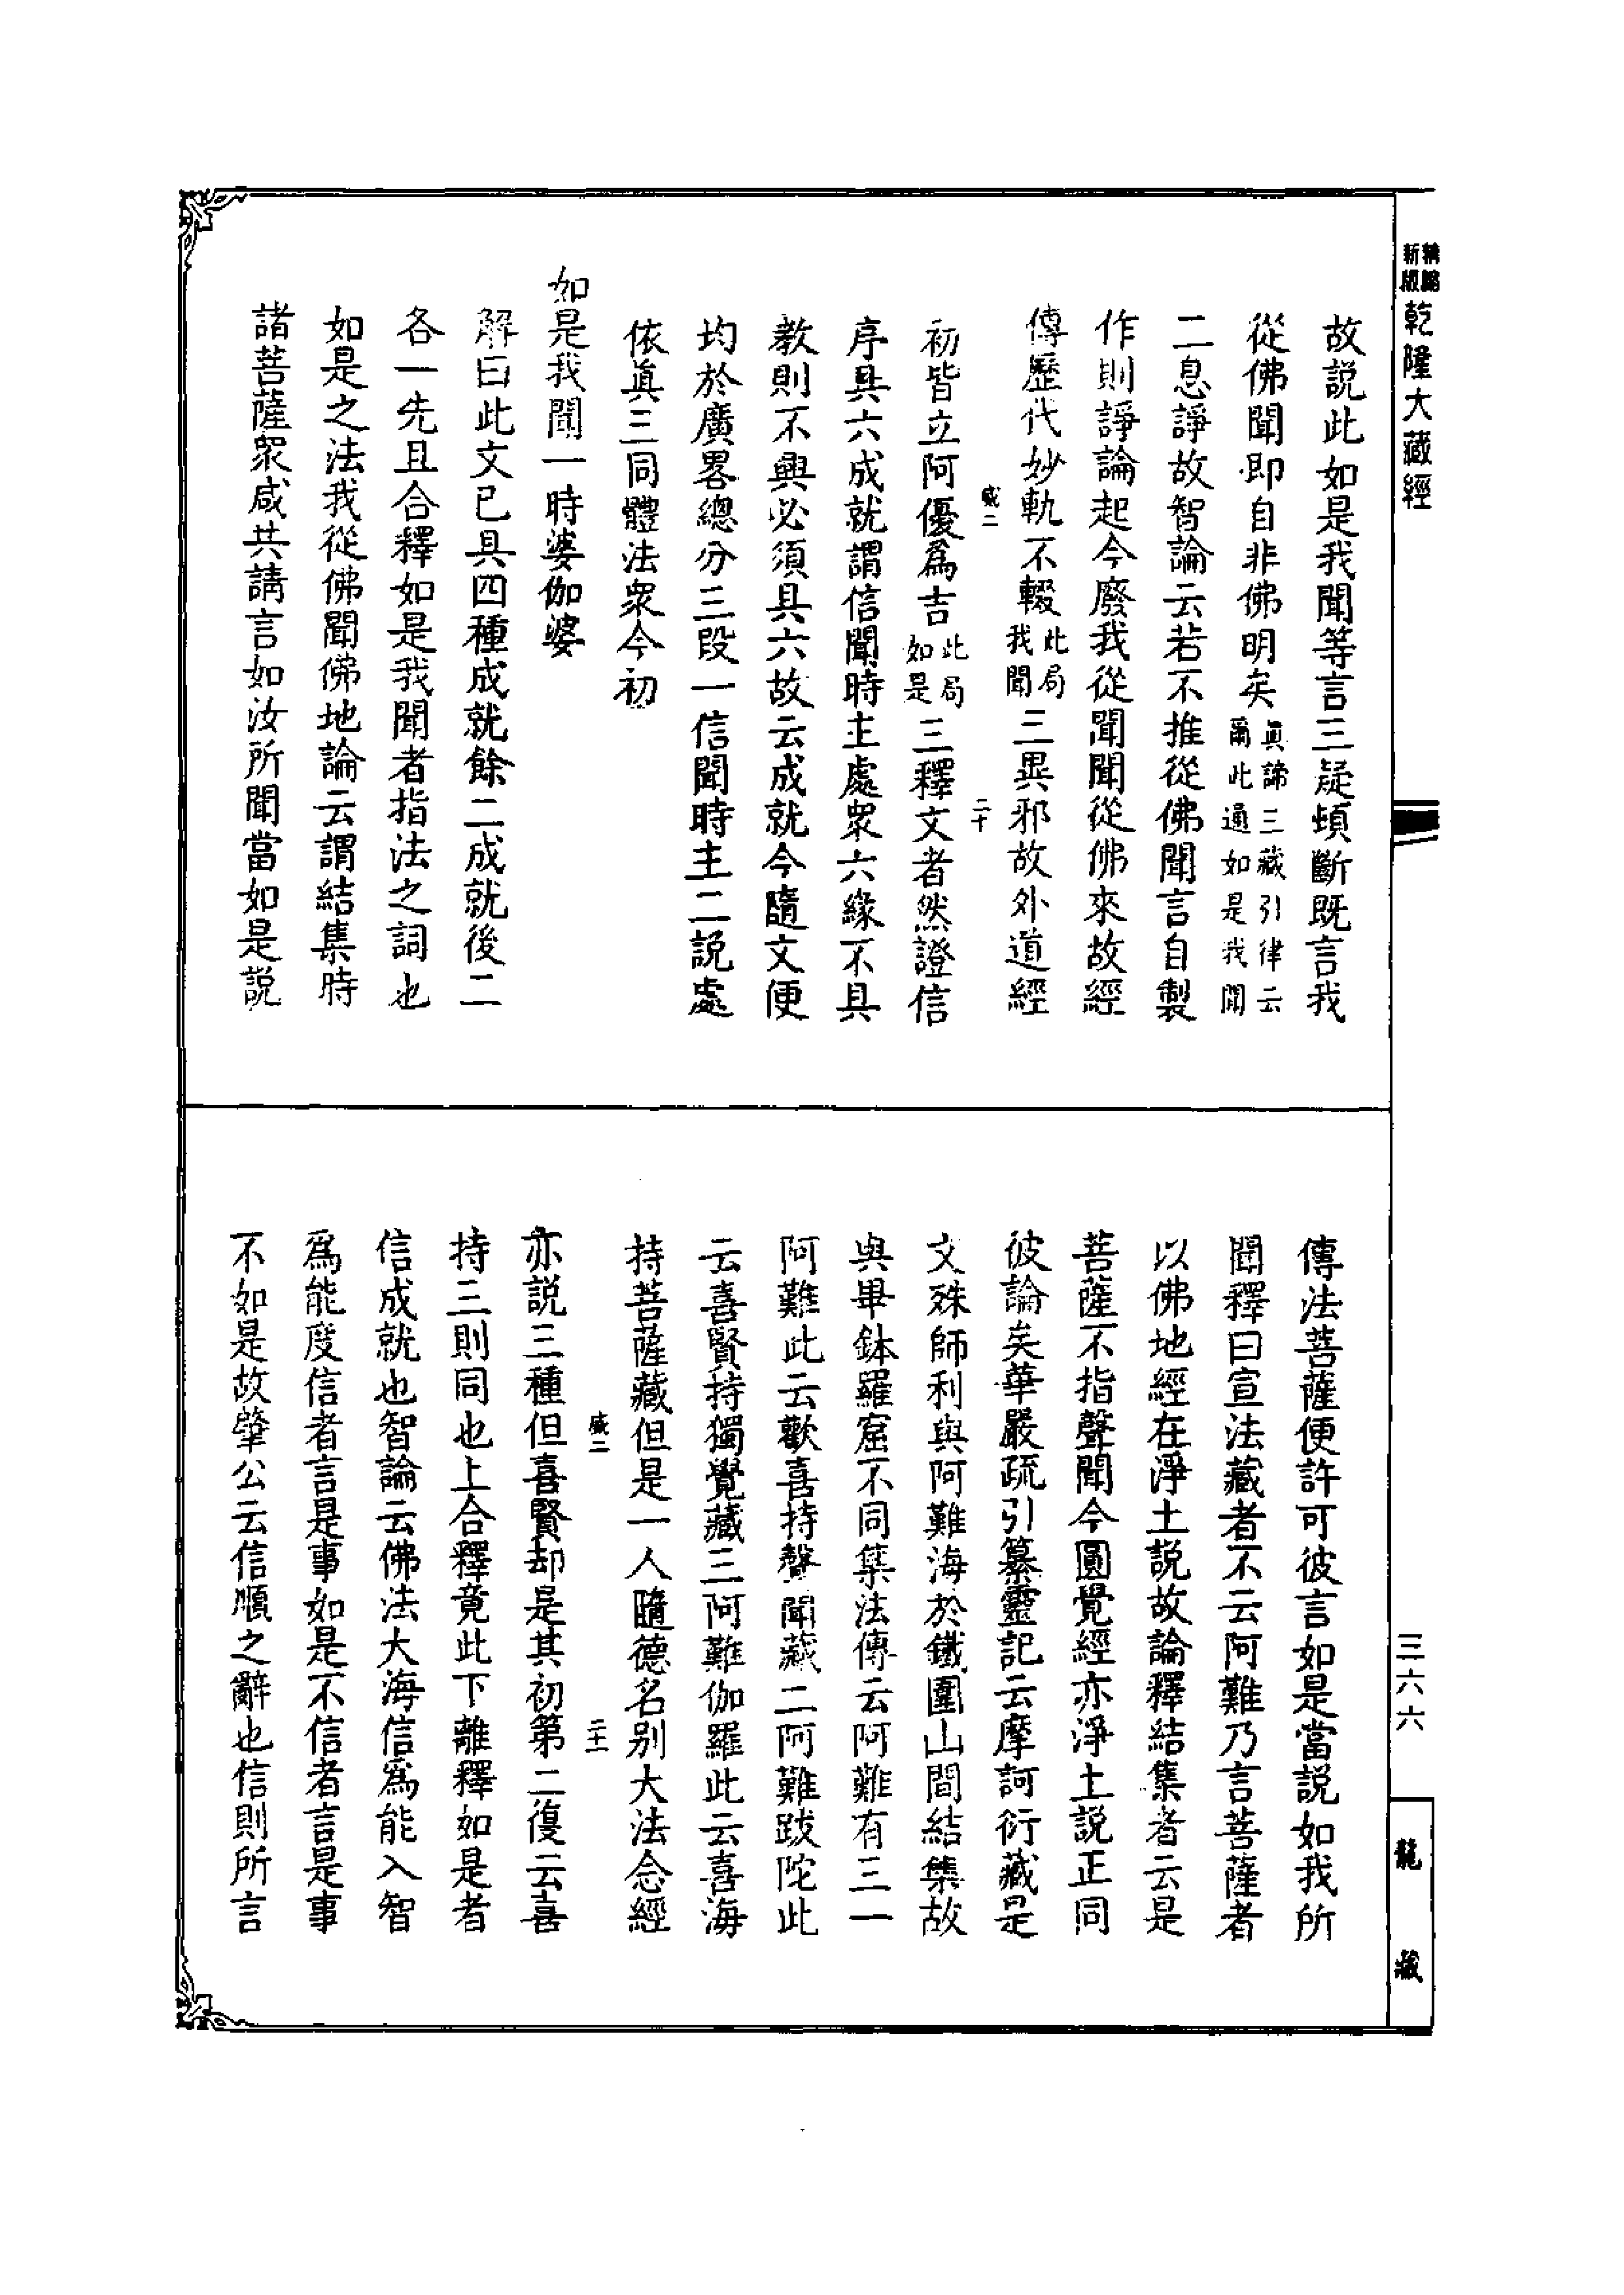 新版
精縮
乾隆大藏經
三六六
龍藏
故說此如是我聞等言三疑頓斷既言我
從佛聞即自非佛明矣眞諦三藏引律云爾此通如是我聞
二息諍故智論云若不推從佛聞言自製
作則諍論起今廢我從聞聞從佛來故經
傳歷代妙軌不輟此局我聞三異邪故外道經
咸二
二十
初皆立阿優爲吉此局如是三釋文者然證信
序具六成就謂信聞時主處衆六緣不具
教則不興必須具六故云成就今隨文便
均於廣畧總分三段一信聞時主二說處
依眞三同體法衆今初
如是我聞一時婆伽婆
解曰此文已具四種成就餘二成就後二
各一先且合釋如是我聞者指法之詞也
如是之法我從佛聞佛地論云謂結集時
諸菩薩衆咸共請言如汝所聞當如是說
傳法菩薩便許可彼言如是當說如我所
聞釋曰宣法藏者不云阿難乃言菩薩者
以佛地經在淨土說故論釋結集者云是
菩薩不指聲聞今圓覺經亦淨土說正同
彼論矣華嚴疏引纂靈記云摩訶衍藏是
文殊師利與阿難海於鐵圍山間結集故
與畢鉢羅窟不同集法傳云阿難有三一
阿難此云歡喜持聲聞藏二阿難跋陀此
云喜賢持獨覺藏三阿難伽羅此云喜海
持菩薩藏但是一人隨德名別大法念經
咸二
二十一
亦說三種但喜賢却是其初第二復云喜
持三則同也上合釋竟此下離釋如是者
信成就也智論云佛法大海信爲能入智
爲能度信者言是事如是不信者言是事
不如是故肇公云信順之辭也信則所言